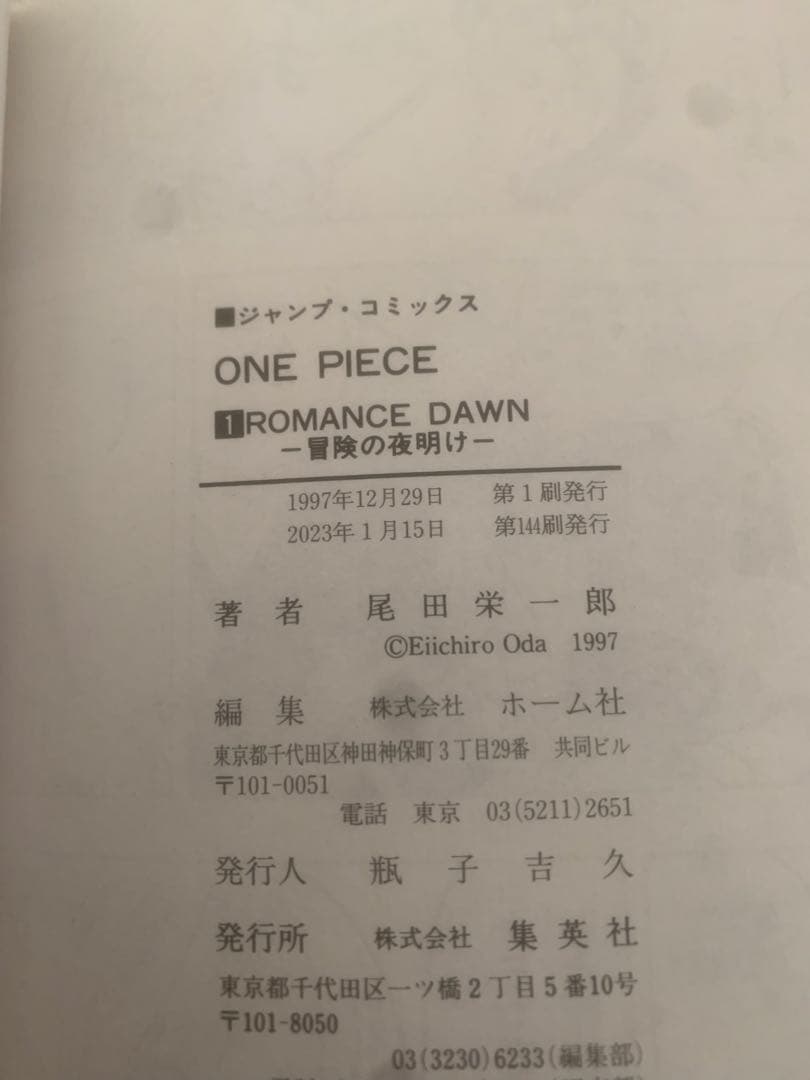 ■ジャンプ・コミックス
ONE PIECE
1 ROMANCE DAWN
―冒険の夜明け―
1997年12月29日 第1刷発行
2023年1月15日 第144刷発行
著者 尾田栄一郎
©Eiichiro Oda 1997
編集 株式会社 ホーム社
東京都千代田区神田神保町3丁目29番 共同ビル
〒101-0051
電話 東京 03(5211)2651
発行人 瓶子吉久
発行所 株式会社 集英社
東京都千代田区一ツ橋2丁目5番10号
〒101-8050
03(3230)6233(編集部)